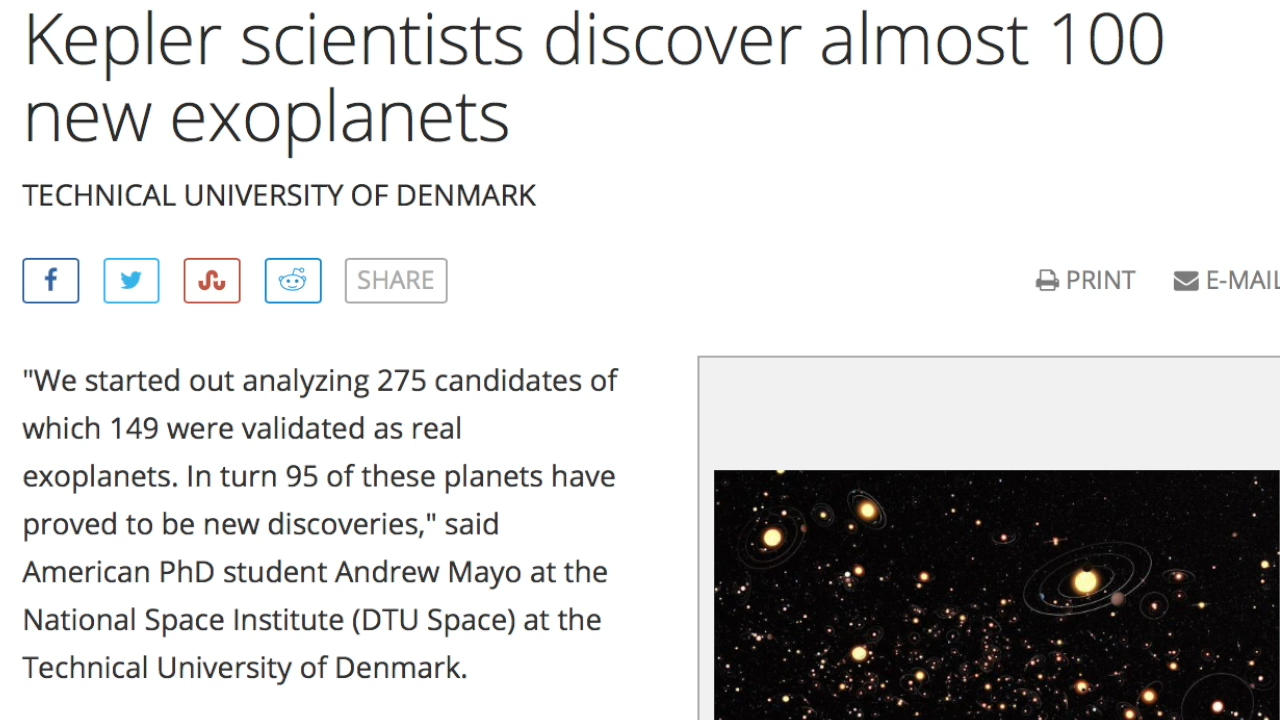 Kepler scientists discover almost 100
new exoplanets
TECHNICAL UNIVERSITY OF DENMARK
SHARE
PRINT
E-MAIL
"We started out analyzing 275 candidates of
which 149 were validated as real
exoplanets. In turn 95 of these planets have
proved to be new discoveries," said
American PhD student Andrew Mayo at the
National Space Institute (DTU Space) at the
Technical University of Denmark.